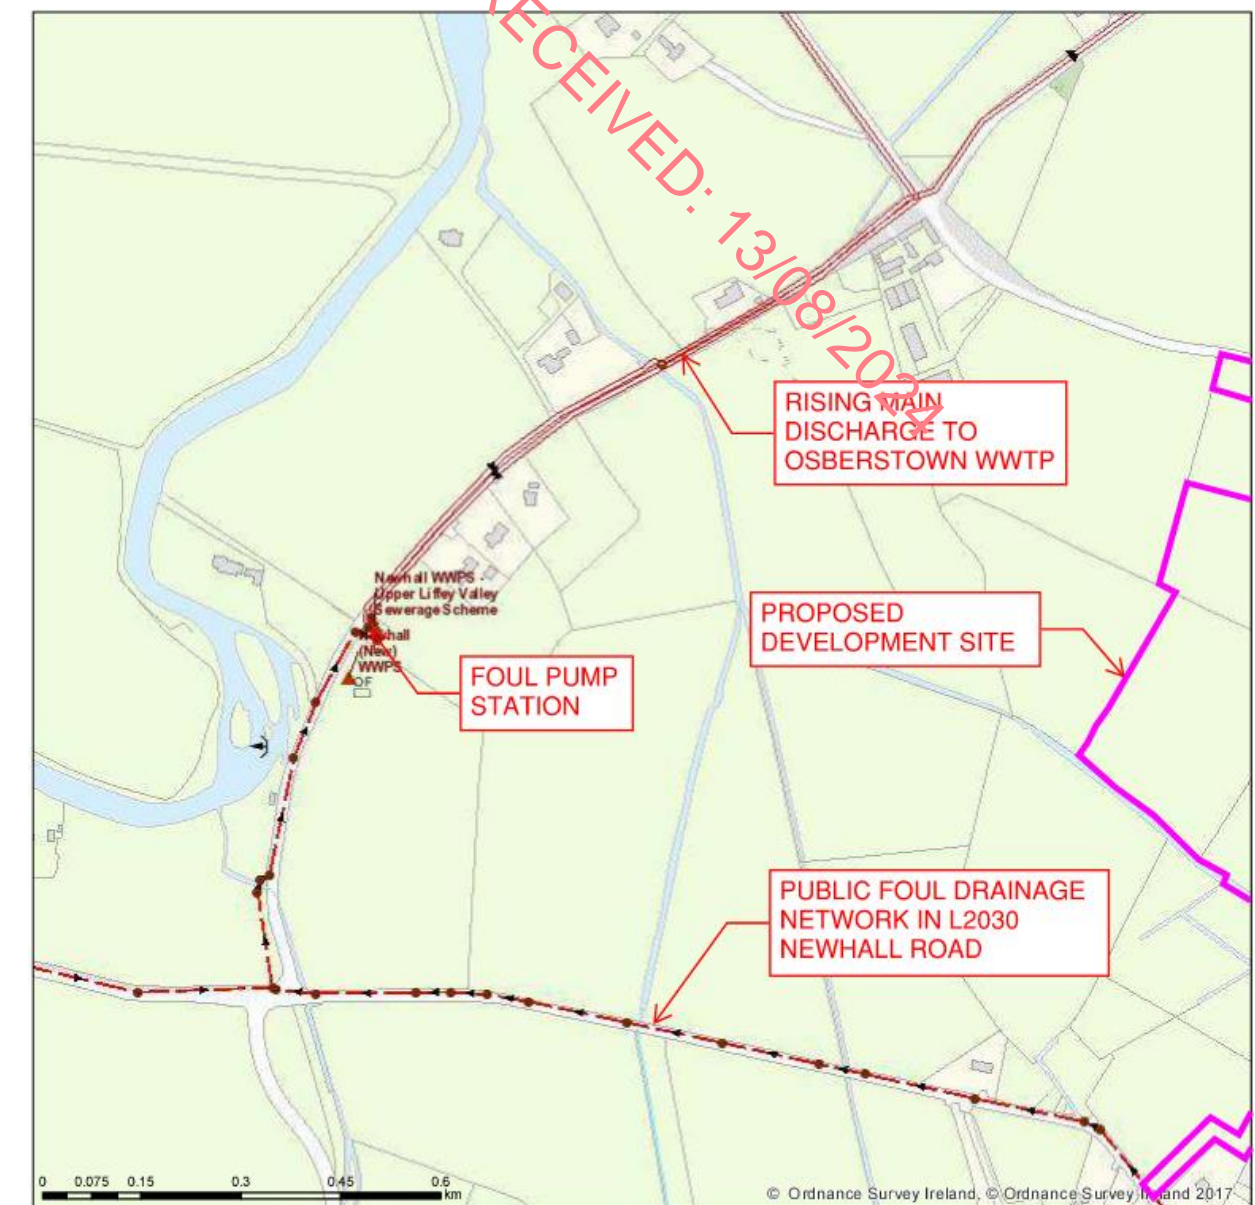 RECEIVED: 13/08/2024
RISING MAIN
DISCHARGE TO
OSBERSTOWN WWTP
Newhall WWPS -
Upper Liffey Valley
Sewerage Scheme
Newhall
(New)
WWPS
OF
PROPOSED
DEVELOPMENT SITE
FOUL PUMP
STATION
PUBLIC FOUL DRAINAGE
NETWORK IN L2030
NEWHALL ROAD
0 0.075 0.15 0.3 0.45 0.6
km
© Ordnance Survey Ireland, © Ordnance Survey Ireland 2017